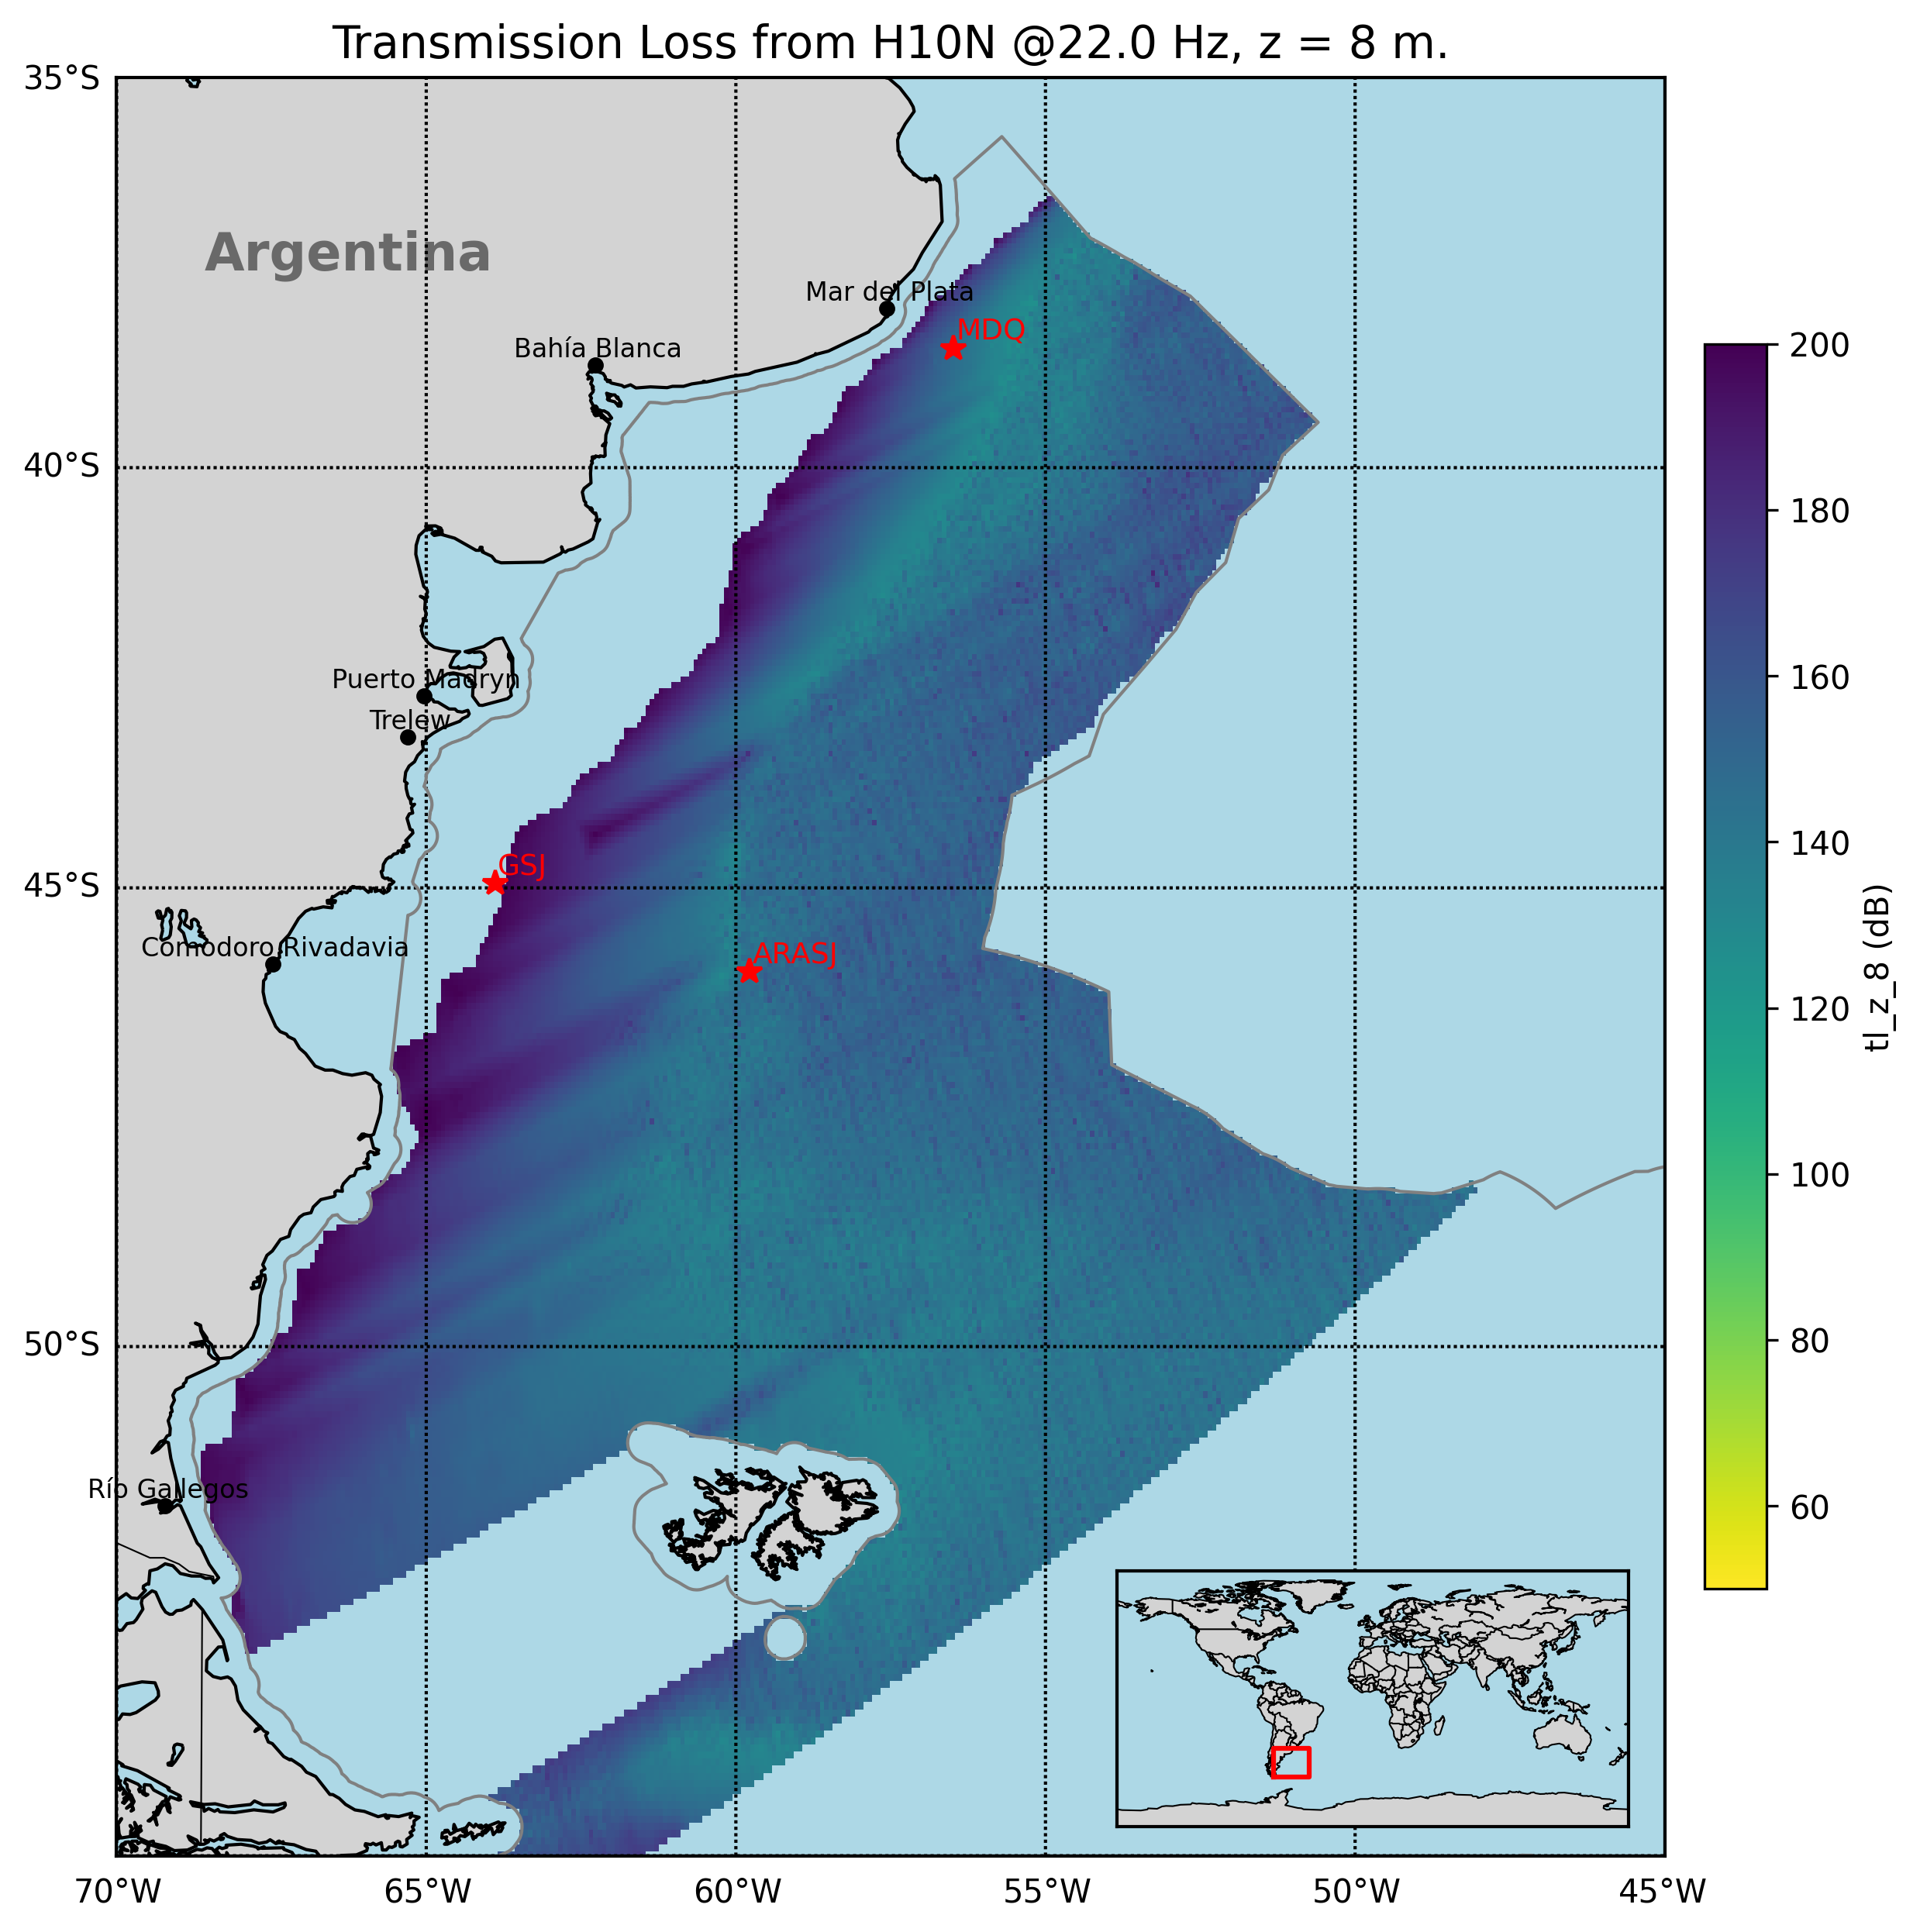 Transmission Loss from H10N @22.0 Hz, z = 8 m.
35°S
Argentina
Mar del Plata
MDQ
Bahía Blanca
200
40°S
180
Puerto Madryn
160
Trelew
140
GSJ
45°S
Comodoro Rivadavia
ARASJ
tl_z_8 (dB)
120
100
50°S
80
Río Gallegos
60
70°W
65°W
60°W
55°W
50°W
45°W